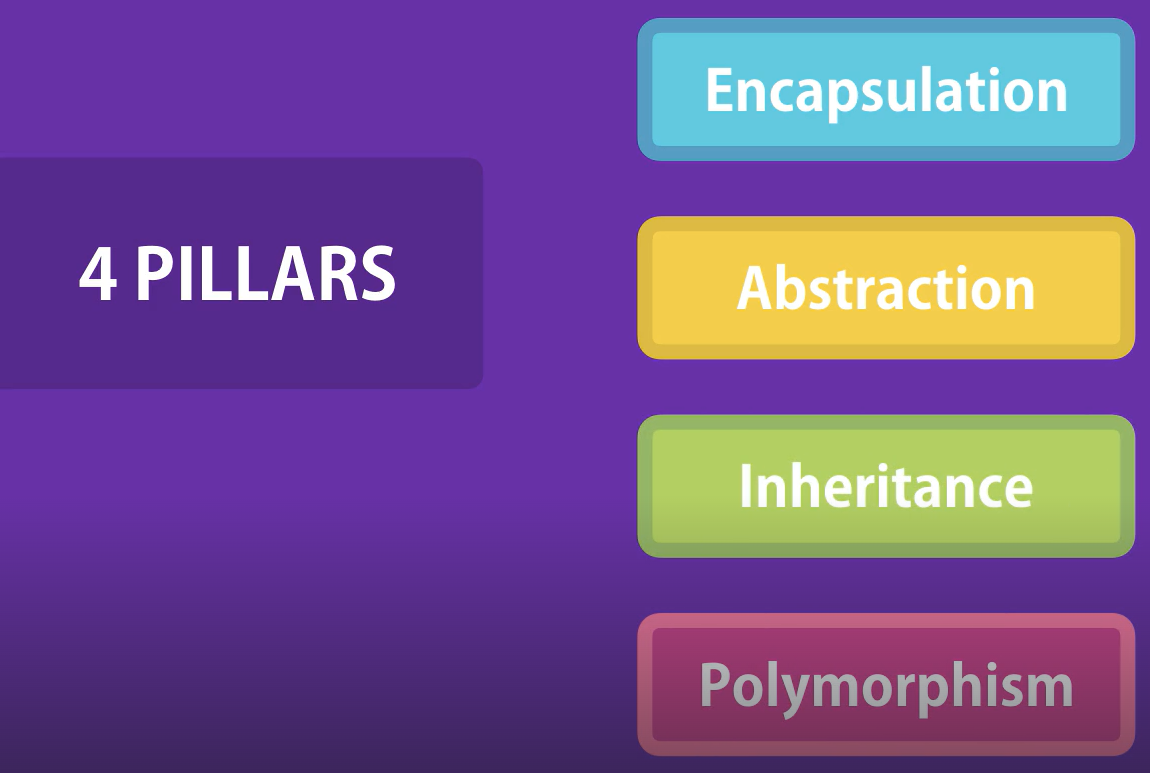 4 PILLARS
Encapsulation
Abstraction
Inheritance
Polymorphism